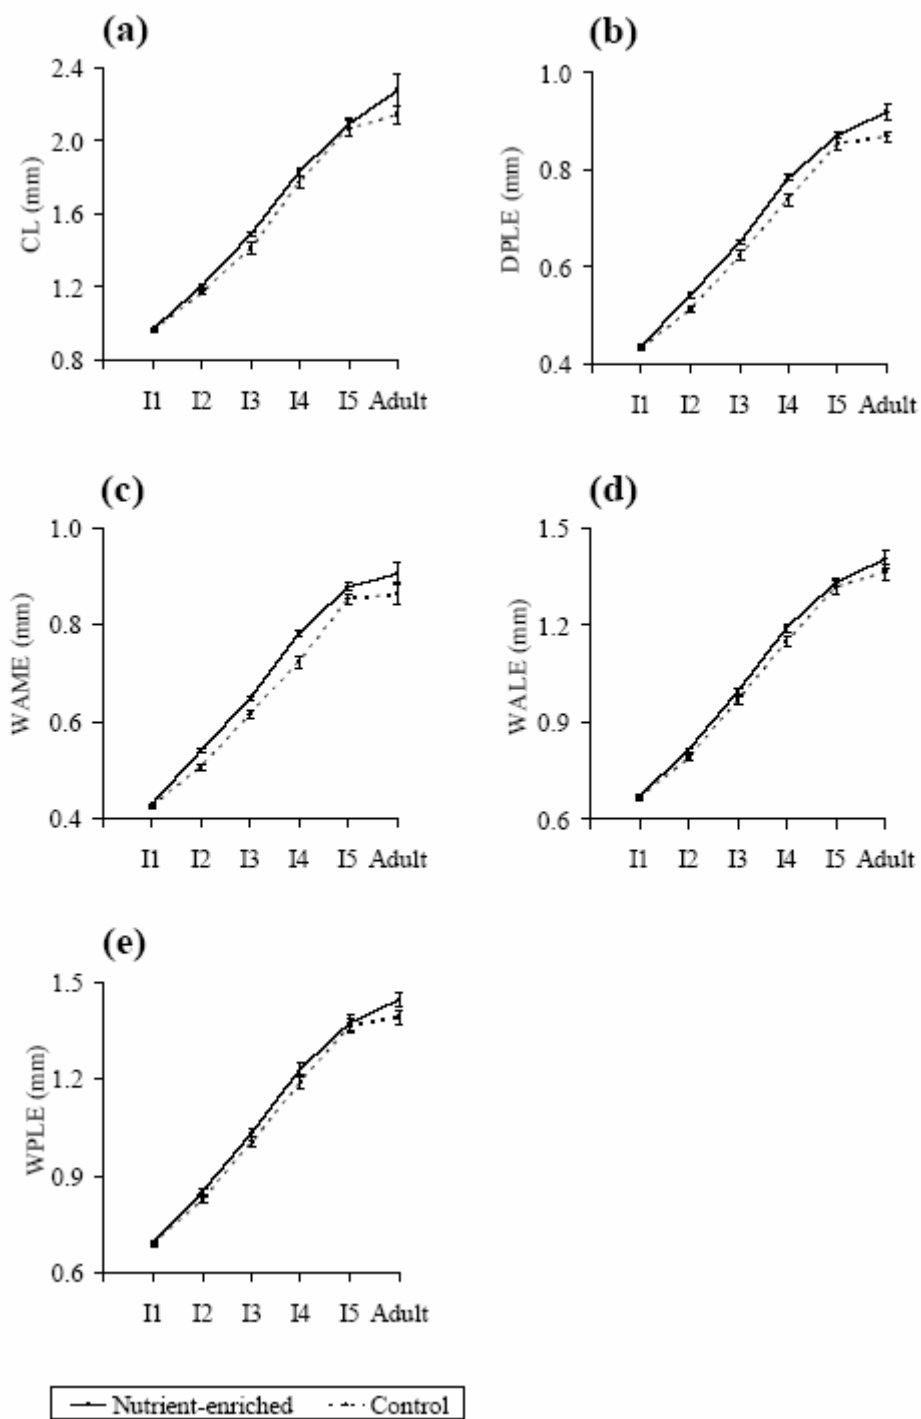 (a)
CL (mm)
2.4
2.0
1.6
1.2
0.8
I1 I2 I3 I4 I5 Adult
(b)
DPLE (mm)
1.0
0.8
0.6
0.4
I1 I2 I3 I4 I5 Adult
(c)
WAME (mm)
1.0
0.8
0.6
0.4
I1 I2 I3 I4 I5 Adult
(d)
WALE (mm)
1.5
1.2
0.9
0.6
I1 I2 I3 I4 I5 Adult
(e)
WPLE (mm)
1.5
1.2
0.9
0.6
I1 I2 I3 I4 I5 Adult
Nutrient-enriched Control